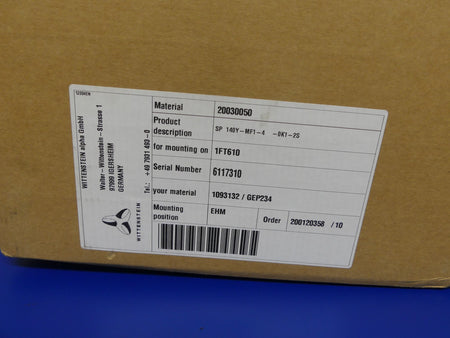 WITTENSTEIN alpha GmbH
Walter-Wittenstein-Strasse 1
97999 IGERSHEIM
GERMANY
Tel.: +49 7931 493-0
WITTENSTEIN
Material 20030050
Product description SP 140Y-MF1-4 -0K1-2S
for mounting on 1FT610
Serial Number 6117310
your material 1093132 / GEP234
Mounting position EHM Order 200120358 /10